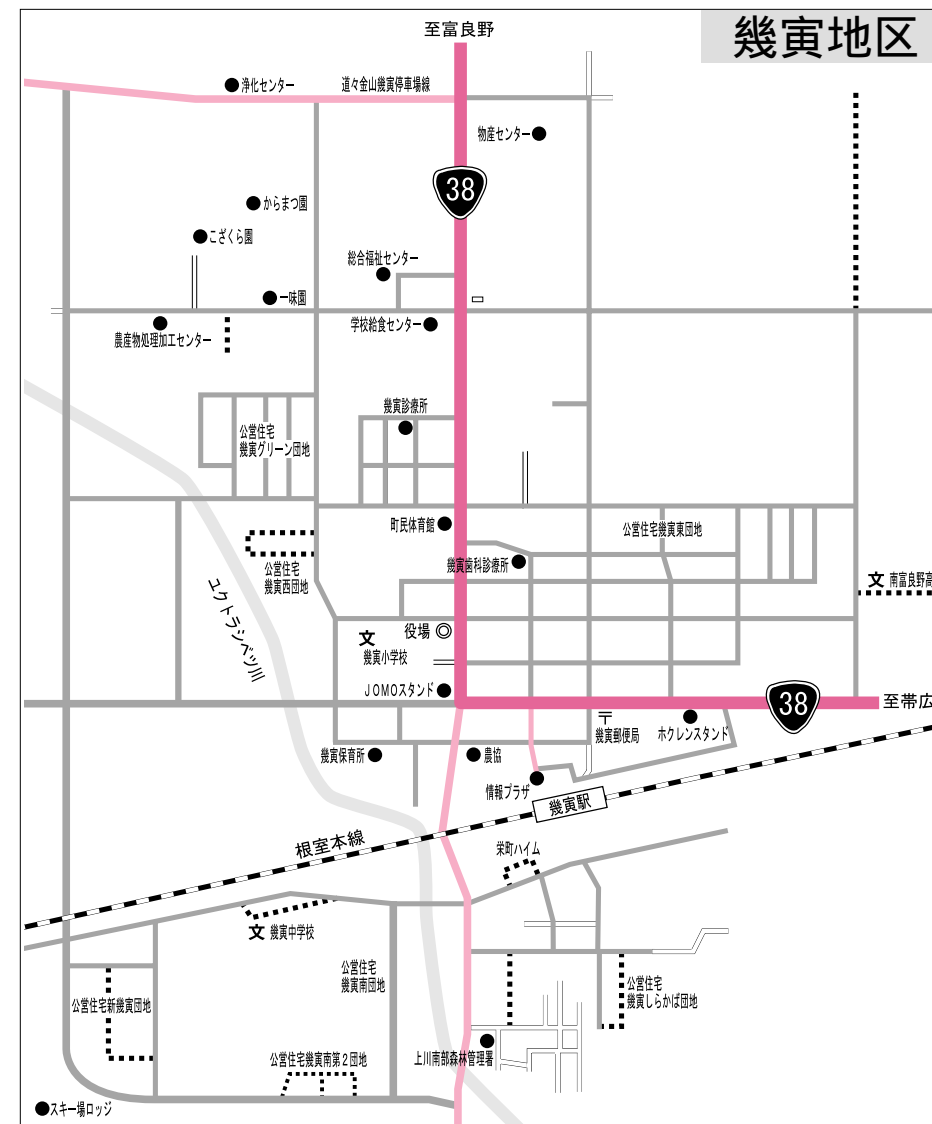 至富良野
幾寅地区
浄化センター
道々金山幾寅停車場線
物産センター
38
からまつ園
こざくら園
総合福祉センター
一味園
学校給食センター
農産物処理加工センター
幾寅診療所
公営住宅
幾寅グリーン団地
町民体育館
公営住宅幾寅東団地
幾寅歯科診療所
公営住宅
幾寅西団地
文 南富良野高
ユクトラシベツ川
役場
文
幾寅小学校
JOMOスタンド
38
至帯広
〒
幾寅郵便局
ホクレンスタンド
幾寅保育所
農協
情報プラザ
幾寅駅
根室本線
栄町ハイム
文 幾寅中学校
公営住宅
幾寅南団地
公営住宅
幾寅しらかば団地
公営住宅新幾寅団地
上川南部森林管理署
公営住宅幾寅南第2団地
スキー場ロッジ